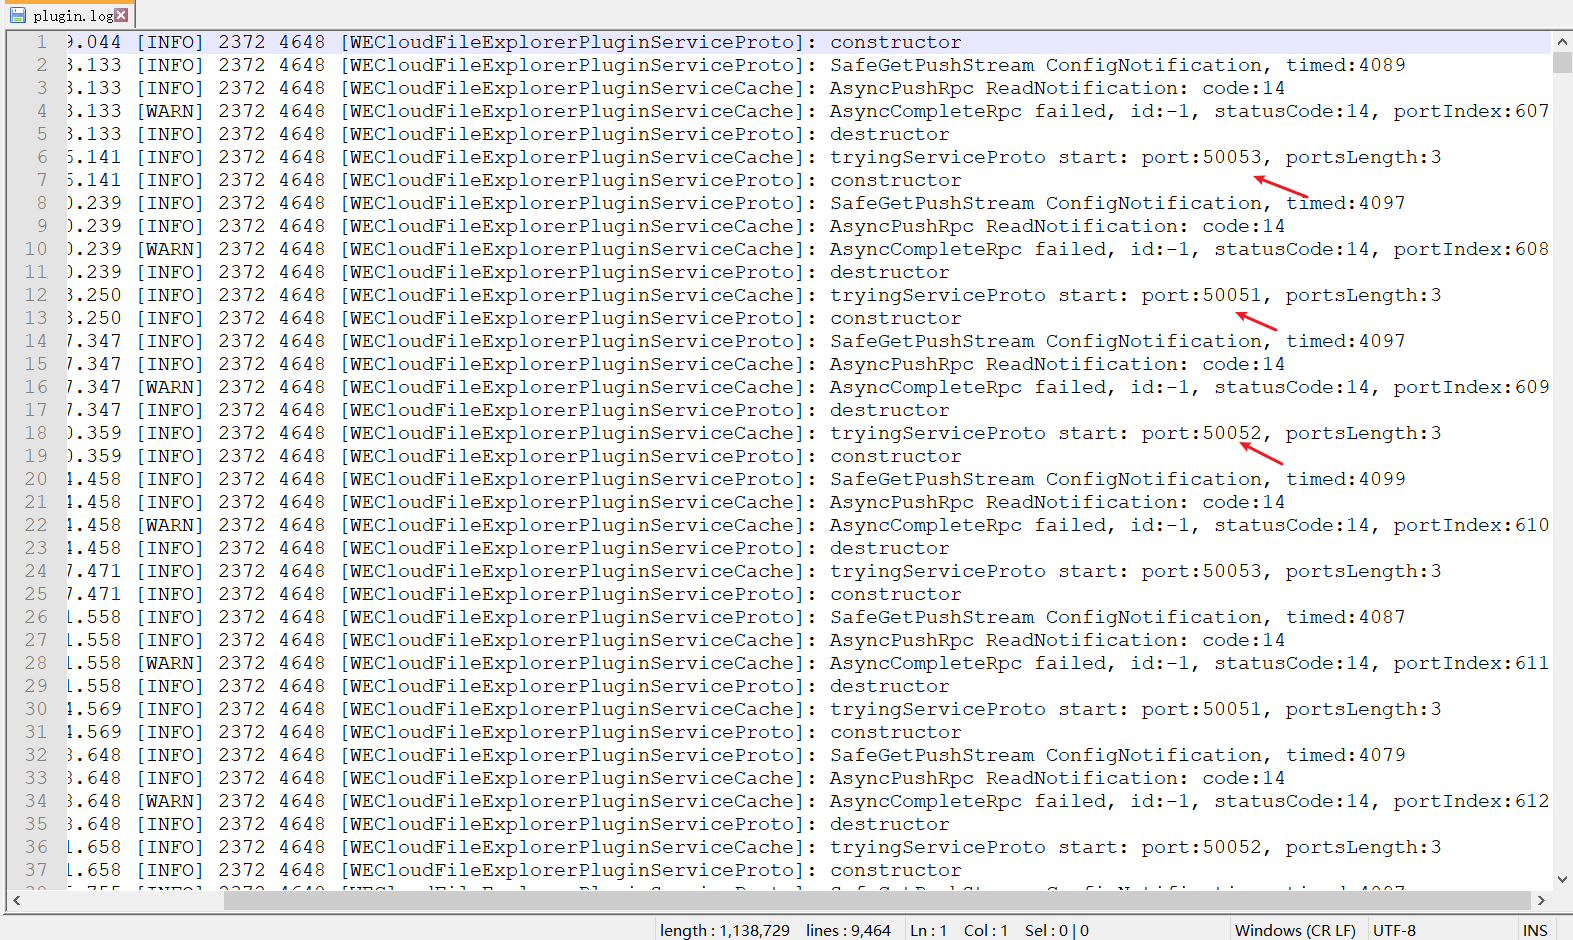 plugin.log
1 9.044 [INFO] 2372 4648 [WECloudFileExplorerPluginServiceProto]: constructor
2 3.133 [INFO] 2372 4648 [WECloudFileExplorerPluginServiceProto]: SafeGetPushStream ConfigNotification, timed:4089
3 3.133 [INFO] 2372 4648 [WECloudFileExplorerPluginServiceCache]: AsyncPushRpc ReadNotification: code:14
4 3.133 [WARN] 2372 4648 [WECloudFileExplorerPluginServiceCache]: AsyncCompleteRpc failed, id:-1, statusCode:14, portIndex:607
5 3.133 [INFO] 2372 4648 [WECloudFileExplorerPluginServiceProto]: destructor
6 5.141 [INFO] 2372 4648 [WECloudFileExplorerPluginServiceCache]: tryingServiceProto start: port:50053, portsLength:3
7 5.141 [INFO] 2372 4648 [WECloudFileExplorerPluginServiceProto]: constructor
8 0.239 [INFO] 2372 4648 [WECloudFileExplorerPluginServiceProto]: SafeGetPushStream ConfigNotification, timed:4097
9 0.239 [INFO] 2372 4648 [WECloudFileExplorerPluginServiceCache]: AsyncPushRpc ReadNotification: code:14
10 0.239 [WARN] 2372 4648 [WECloudFileExplorerPluginServiceCache]: AsyncCompleteRpc failed, id:-1, statusCode:14, portIndex:608
11 0.239 [INFO] 2372 4648 [WECloudFileExplorerPluginServiceProto]: destructor
12 3.250 [INFO] 2372 4648 [WECloudFileExplorerPluginServiceCache]: tryingServiceProto start: port:50051, portsLength:3
13 3.250 [INFO] 2372 4648 [WECloudFileExplorerPluginServiceProto]: constructor
14 7.347 [INFO] 2372 4648 [WECloudFileExplorerPluginServiceProto]: SafeGetPushStream ConfigNotification, timed:4097
15 7.347 [INFO] 2372 4648 [WECloudFileExplorerPluginServiceCache]: AsyncPushRpc ReadNotification: code:14
16 7.347 [WARN] 2372 4648 [WECloudFileExplorerPluginServiceCache]: AsyncCompleteRpc failed, id:-1, statusCode:14, portIndex:609
17 7.347 [INFO] 2372 4648 [WECloudFileExplorerPluginServiceProto]: destructor
18 0.359 [INFO] 2372 4648 [WECloudFileExplorerPluginServiceCache]: tryingServiceProto start: port:50052, portsLength:3
19 0.359 [INFO] 2372 4648 [WECloudFileExplorerPluginServiceProto]: constructor
20 4.458 [INFO] 2372 4648 [WECloudFileExplorerPluginServiceProto]: SafeGetPushStream ConfigNotification, timed:4099
21 4.458 [INFO] 2372 4648 [WECloudFileExplorerPluginServiceCache]: AsyncPushRpc ReadNotification: code:14
22 4.458 [WARN] 2372 4648 [WECloudFileExplorerPluginServiceCache]: AsyncCompleteRpc failed, id:-1, statusCode:14, portIndex:610
23 4.458 [INFO] 2372 4648 [WECloudFileExplorerPluginServiceProto]: destructor
24 7.471 [INFO] 2372 4648 [WECloudFileExplorerPluginServiceCache]: tryingServiceProto start: port:50053, portsLength:3
25 7.471 [INFO] 2372 4648 [WECloudFileExplorerPluginServiceProto]: constructor
26 1.558 [INFO] 2372 4648 [WECloudFileExplorerPluginServiceProto]: SafeGetPushStream ConfigNotification, timed:4087
27 1.558 [INFO] 2372 4648 [WECloudFileExplorerPluginServiceCache]: AsyncPushRpc ReadNotification: code:14
28 1.558 [WARN] 2372 4648 [WECloudFileExplorerPluginServiceCache]: AsyncCompleteRpc failed, id:-1, statusCode:14, portIndex:611
29 1.558 [INFO] 2372 4648 [WECloudFileExplorerPluginServiceProto]: destructor
30 4.569 [INFO] 2372 4648 [WECloudFileExplorerPluginServiceCache]: tryingServiceProto start: port:50051, portsLength:3
31 4.569 [INFO] 2372 4648 [WECloudFileExplorerPluginServiceProto]: constructor
32 3.648 [INFO] 2372 4648 [WECloudFileExplorerPluginServiceProto]: SafeGetPushStream ConfigNotification, timed:4079
33 3.648 [INFO] 2372 4648 [WECloudFileExplorerPluginServiceCache]: AsyncPushRpc ReadNotification: code:14
34 3.648 [WARN] 2372 4648 [WECloudFileExplorerPluginServiceCache]: AsyncCompleteRpc failed, id:-1, statusCode:14, portIndex:612
35 3.648 [INFO] 2372 4648 [WECloudFileExplorerPluginServiceProto]: destructor
36 1.658 [INFO] 2372 4648 [WECloudFileExplorerPluginServiceCache]: tryingServiceProto start: port:50052, portsLength:3
37 1.658 [INFO] 2372 4648 [WECloudFileExplorerPluginServiceProto]: constructor
length : 1,138,729 lines : 9,464 Ln : 1 Col : 1 Sel : 0 | 0 Windows (CR LF) UTF-8 INS